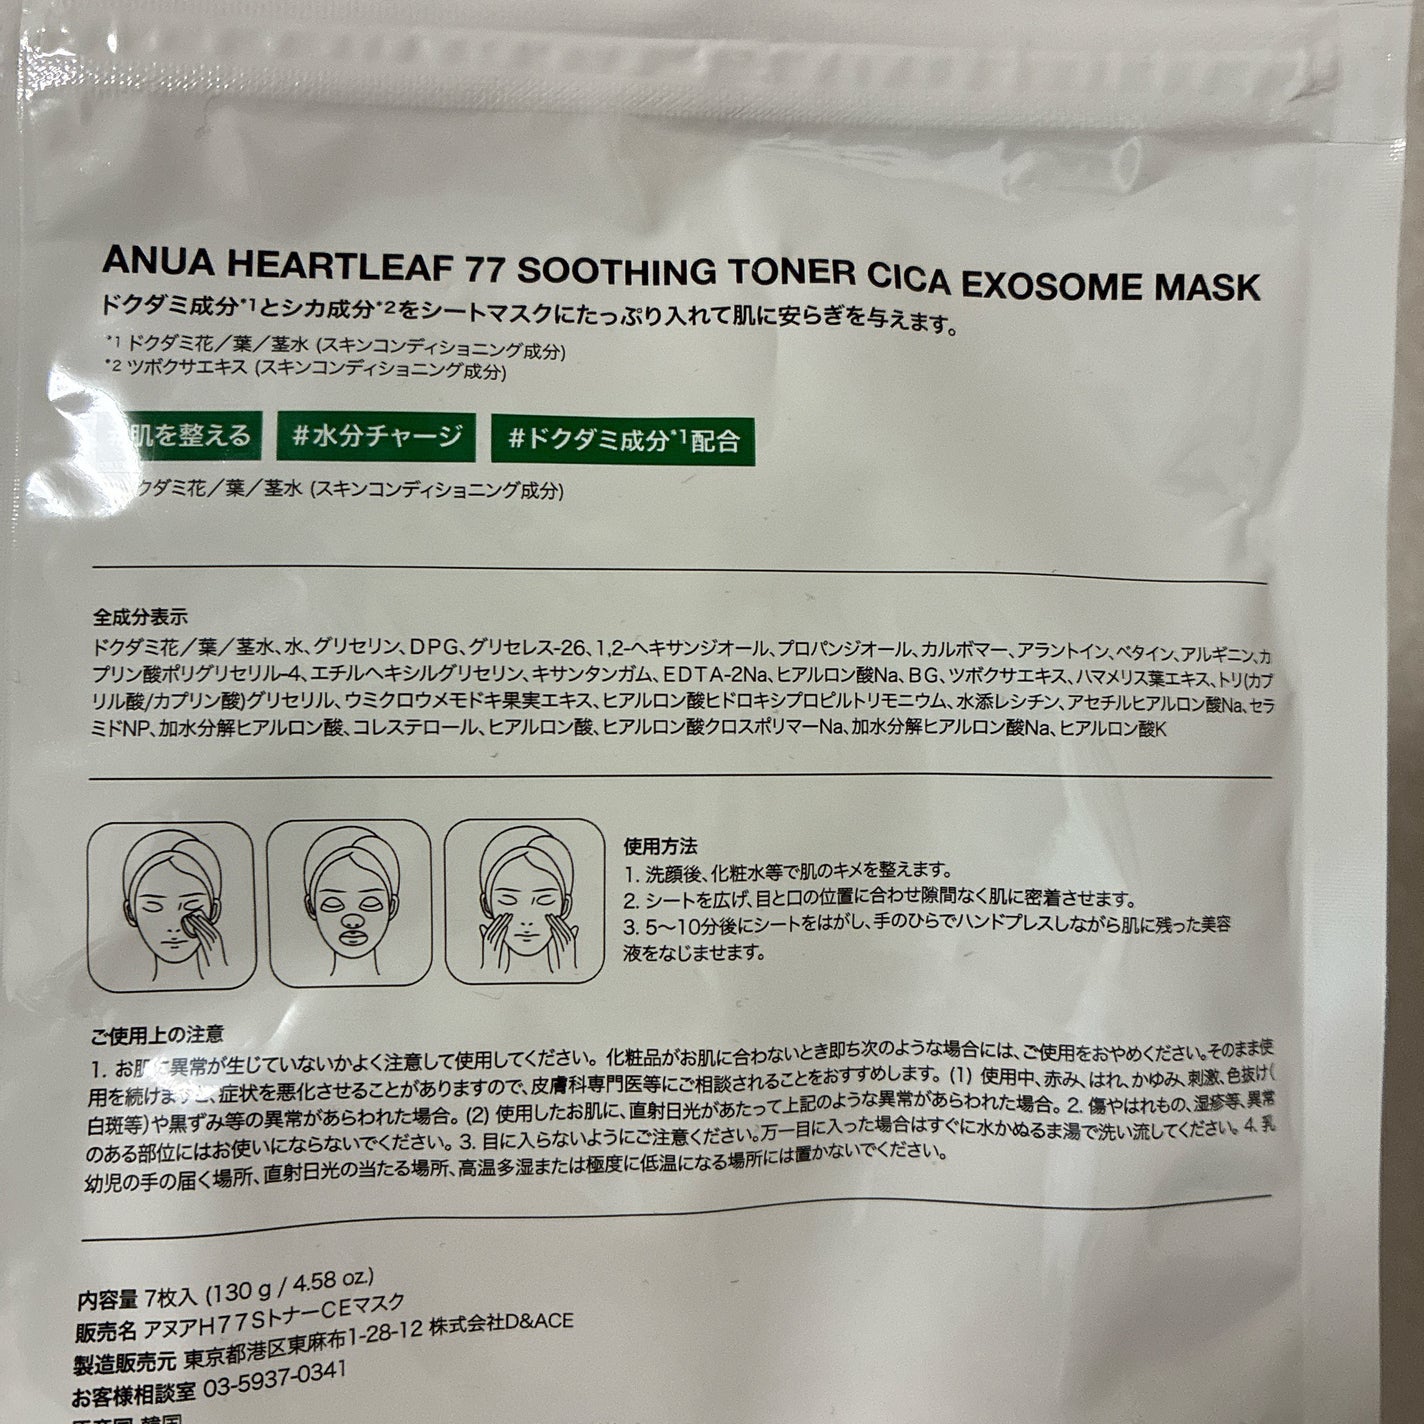 ANUA HEARTLEAF 77 SOOTHING TONER CICA EXOSOME MASK
ドクダミ成分*1とシカ成分*2をシートマスクにたっぷり入れて肌に安らぎを与えます。
*1 ドクダミ花／葉／茎水 (スキンコンディショニング成分)
*2 ツボクサエキス (スキンコンディショニング成分)
#肌を整える #水分チャージ #ドクダミ成分*1配合
クダミ花／葉／茎水 (スキンコンディショニング成分)
全成分表示
ドクダミ花／葉／茎水、水、グリセリン、DPG、グリセレス-26、1,2-ヘキサンジオール、プロパンジオール、カルボマー、アラントイン、ベタイン、アルギニン、カ
プリン酸ポリグリセリル-4、エチルヘキシルグリセリン、キサンタンガム、EDTA-2Na、ヒアルロン酸Na、BG、ツボクサエキス、ハマメリス葉エキス、トリ(カプ
リル酸/カプリン酸)グリセリル、ウミクロウメモドキ果実エキス、ヒアルロン酸ヒドロキシプロピルトリモニウム、水添レシチン、アセチルヒアルロン酸Na、セラ
ミドNP、加水分解ヒアルロン酸、コレステロール、ヒアルロン酸、ヒアルロン酸クロスポリマーNa、加水分解ヒアルロン酸Na、ヒアルロン酸K
使用方法
1. 洗顔後、化粧水等で肌のキメを整えます。
2. シートを広げ、目と口の位置に合わせ隙間なく肌に密着させます。
3. 5〜10分後にシートをはがし、手のひらでハンドプレスしながら肌に残った美容
液をなじませます。
ご使用上の注意
1. お肌に異常が生じていないかよく注意して使用してください。化粧品がお肌に合わないとき即ち次のような場合には、ご使用をおやめください。そのまま使
用を続けますと、症状を悪化させることがありますので、皮膚科専門医等にご相談されることをおすすめします。(1) 使用中、赤み、はれ、かゆみ、刺激、色抜け(
白斑等)や黒ずみ等の異常があらわれた場合。(2) 使用したお肌に、直射日光があたって上記のような異常があらわれた場合。2. 傷やはれもの、湿疹等、異常
のある部位にはお使いにならないでください。3. 目に入らないようにご注意ください。万一目に入った場合はすぐに水かぬるま湯で洗い流してください。4. 乳
幼児の手の届く場所、直射日光の当たる場所、高温多湿または極度に低温になる場所には置かないでください。
内容量 7枚入 (130 g / 4.58 oz.)
販売名 アヌアH77SトナーCEマスク
製造販売元 東京都港区東麻布1-28-12 株式会社D&ACE
お客様相談室 03-5937-0341
原産国 韓国